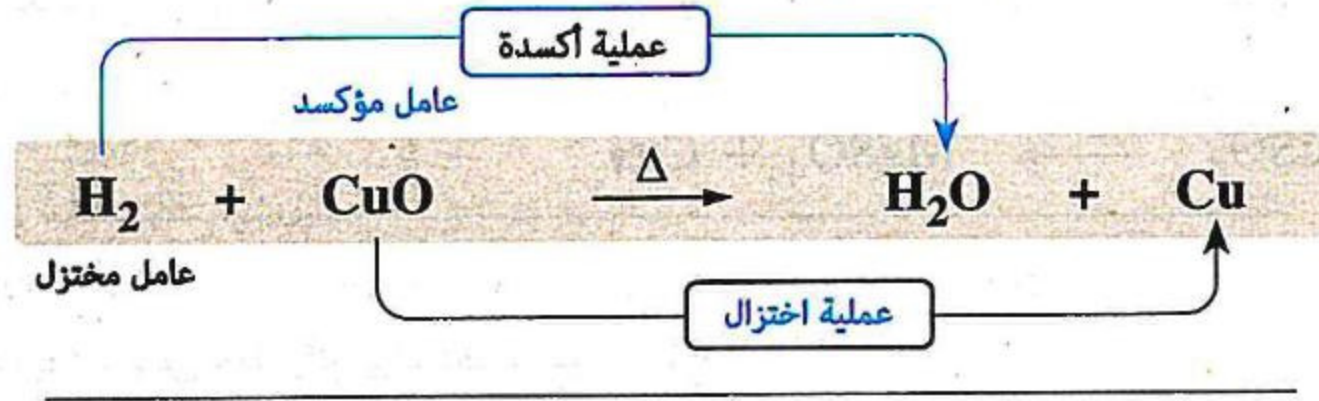 عملية أكسدة
عامل مؤكسد
H₂ + CuO —Δ→ H₂O + Cu
عامل مختزل
عملية اختزال